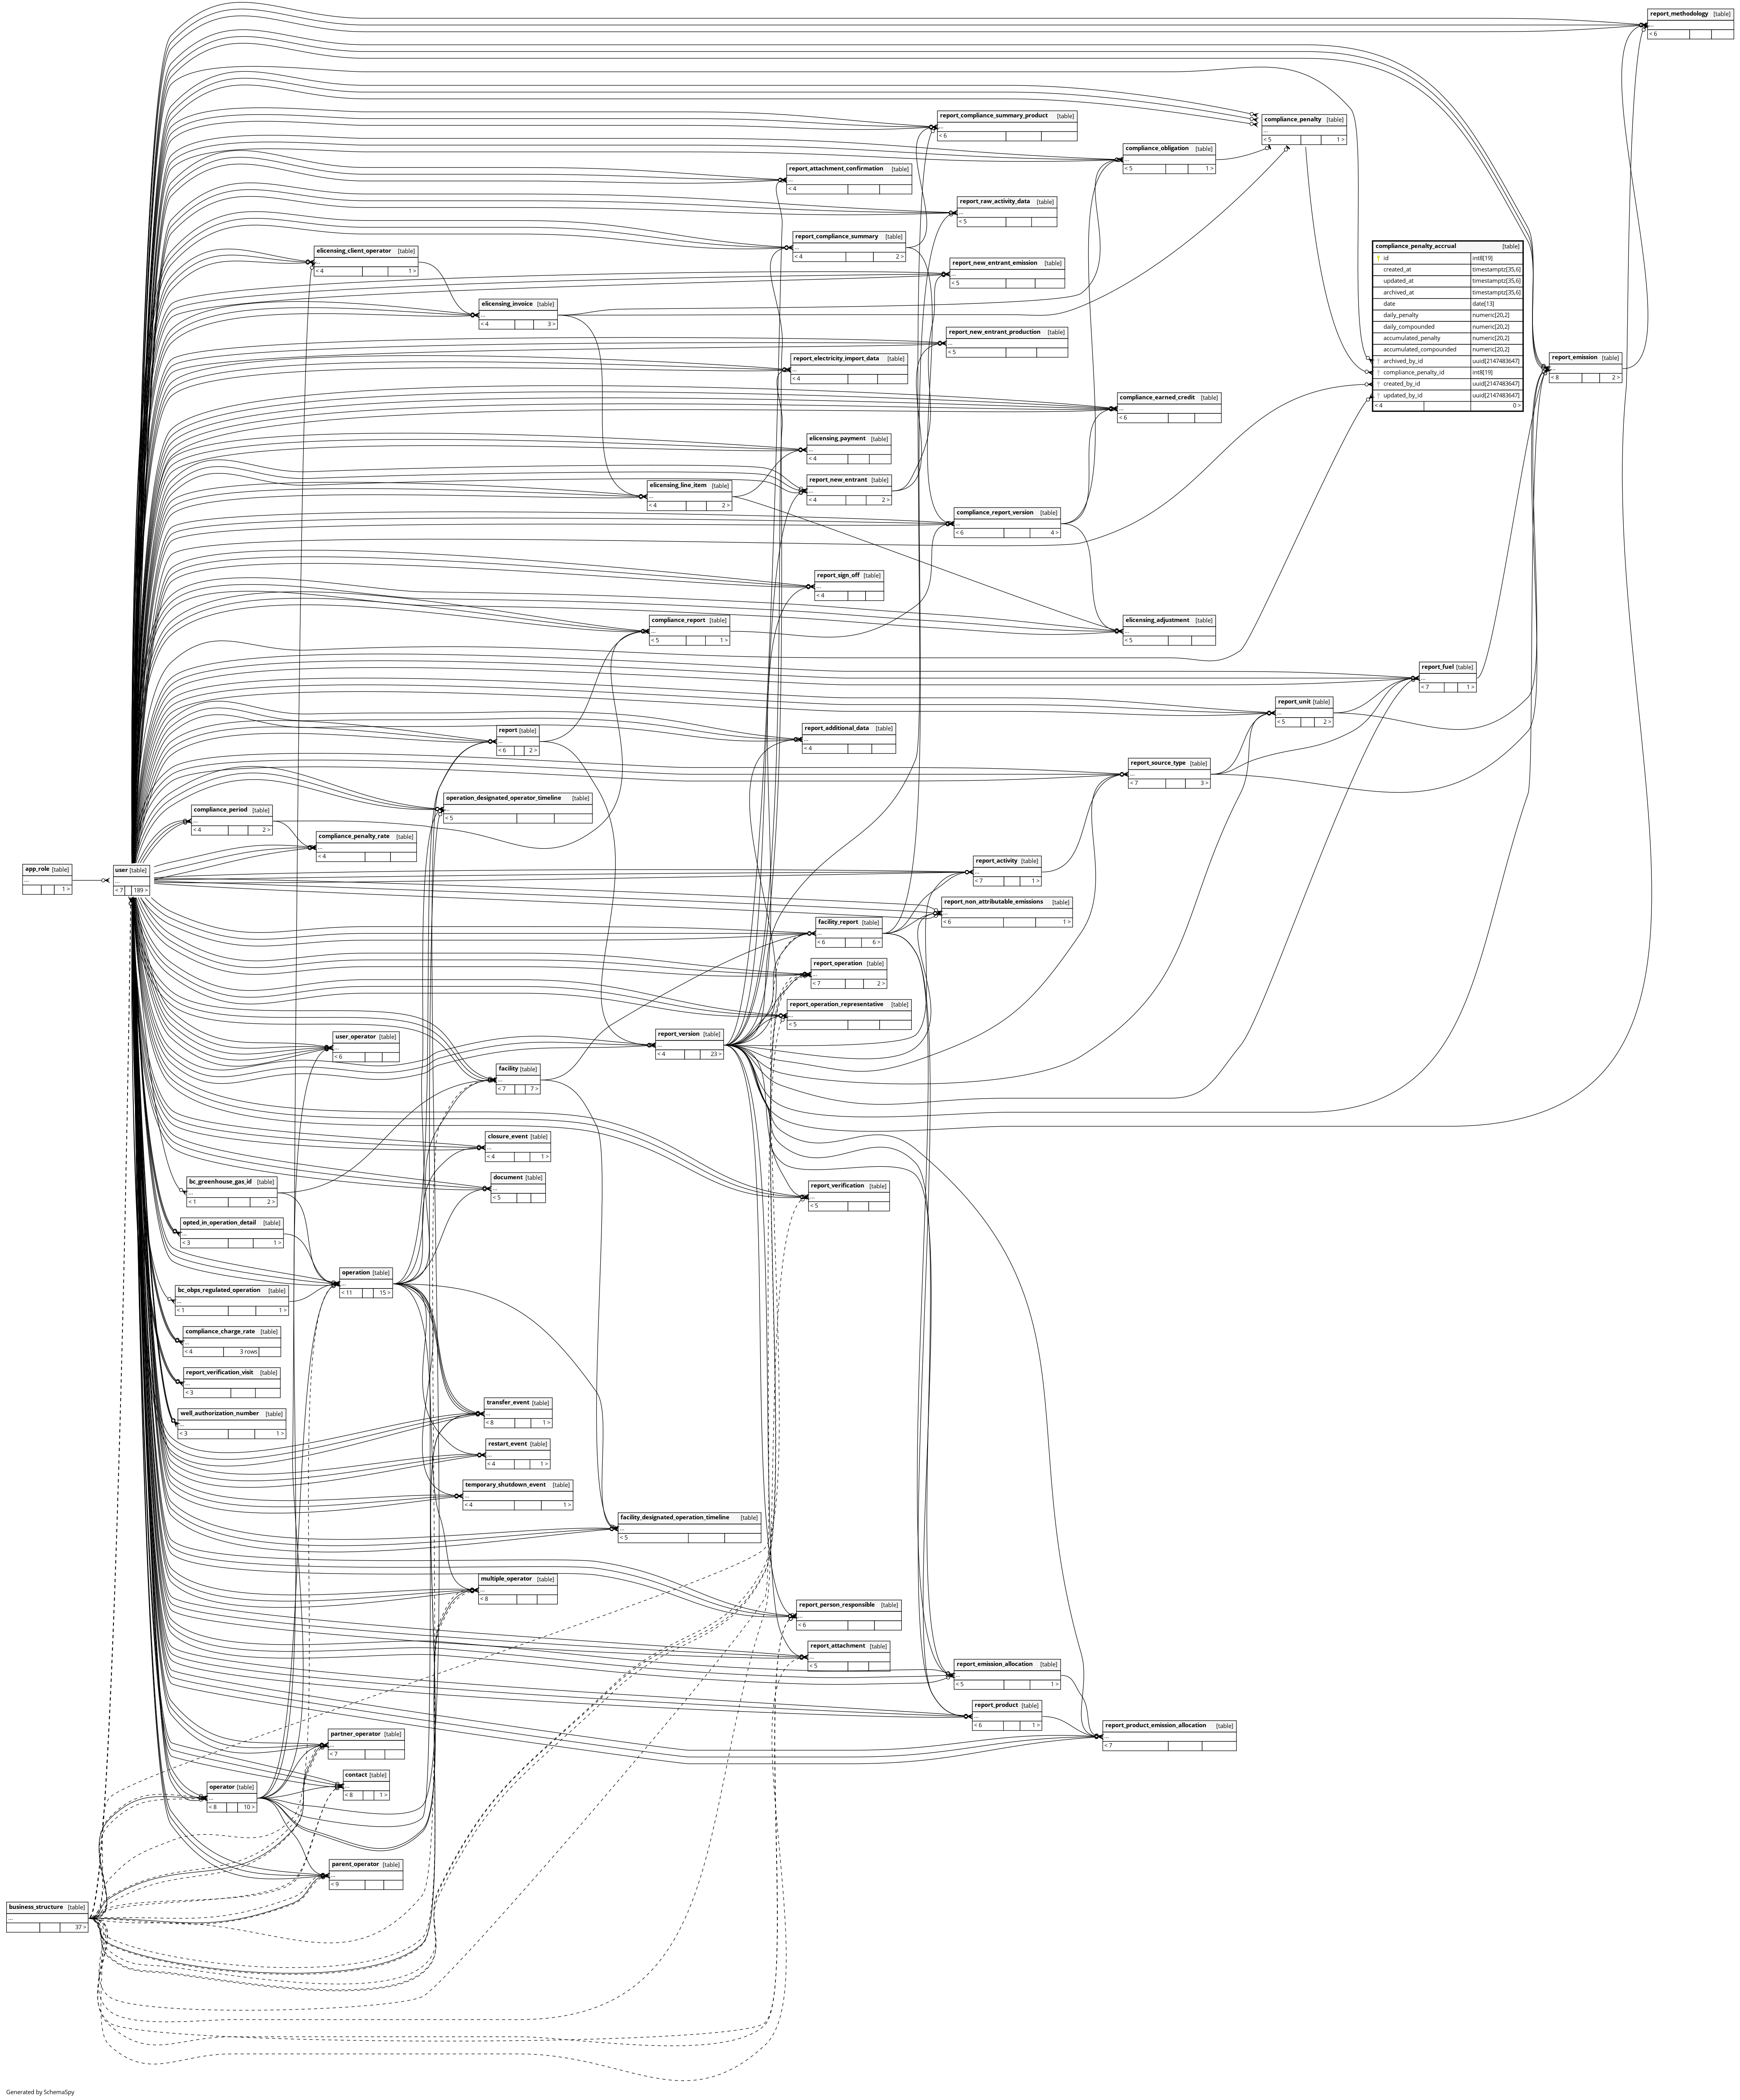 report_methodology [table]
...
< 6
report_compliance_summary_product [table]
...
< 6
compliance_penalty [table]
...
< 5 1 >
compliance_obligation [table]
...
< 5 1 >
report_attachment_confirmation [table]
...
< 4
report_raw_activity_data [table]
...
< 5
report_compliance_summary [table]
...
< 4 2 >
elicensing_client_operator [table]
...
< 4 1 >
compliance_penalty_accrual [table]
id int8[19]
created_at timestamptz[35,6]
updated_at timestamptz[35,6]
archived_at timestamptz[35,6]
date date[13]
daily_penalty numeric[20,2]
daily_compounded numeric[20,2]
accumulated_penalty numeric[20,2]
accumulated_compounded numeric[20,2]
archived_by_id uuid[2147483647]
compliance_penalty_id int8[19]
created_by_id uuid[2147483647]
updated_by_id uuid[2147483647]
< 4 0 >
report_new_entrant_emission [table]
...
< 5
elicensing_invoice [table]
...
< 4 3 >
report_new_entrant_production [table]
...
< 5
report_electricity_import_data [table]
...
< 4
report_emission [table]
...
< 8 2 >
compliance_earned_credit [table]
...
< 6
elicensing_payment [table]
...
< 4
report_new_entrant [table]
...
< 4 2 >
elicensing_line_item [table]
...
< 4 2 >
compliance_report_version [table]
...
< 6 4 >
report_sign_off [table]
...
< 4
compliance_report [table]
...
< 5 1 >
elicensing_adjustment [table]
...
< 5
report_fuel [table]
...
< 7 1 >
report_unit [table]
...
< 5 2 >
report [table]
...
< 6 2 >
report_additional_data [table]
...
< 4
report_source_type [table]
...
< 7 3 >
operation_designated_operator_timeline [table]
...
< 5
compliance_period [table]
...
< 4 2 >
compliance_penalty_rate [table]
...
< 4
app_role [table]
...
1 >
user [table]
...
< 7 189 >
report_activity [table]
...
< 7 1 >
report_non_attributable_emissions [table]
...
< 6 1 >
facility_report [table]
...
< 6 6 >
report_operation [table]
...
< 7 2 >
report_operation_representative [table]
...
< 5
user_operator [table]
...
< 6
report_version [table]
...
< 4 23 >
facility [table]
...
< 7 7 >
closure_event [table]
...
< 4 1 >
document [table]
...
< 5
bc_greenhouse_gas_id [table]
...
< 1 2 >
report_verification [table]
...
< 5
opted_in_operation_detail [table]
...
< 3 1 >
operation [table]
...
< 11 15 >
bc_obps_regulated_operation [table]
...
< 1 1 >
compliance_charge_rate [table]
...
< 4 3 rows
report_verification_visit [table]
...
< 3
well_authorization_number [table]
...
< 3 1 >
transfer_event [table]
...
< 8 1 >
restart_event [table]
...
< 4 1 >
temporary_shutdown_event [table]
...
< 4 1 >
facility_designated_operation_timeline [table]
...
< 5
multiple_operator [table]
...
< 8
report_person_responsible [table]
...
< 6
report_attachment [table]
...
< 5
report_emission_allocation [table]
...
< 5 1 >
report_product [table]
...
< 6 1 >
report_product_emission_allocation [table]
...
< 7
partner_operator [table]
...
< 7
contact [table]
...
< 8 1 >
operator [table]
...
< 8 10 >
parent_operator [table]
...
< 9
business_structure [table]
...
37 >
Generated by SchemaSpy